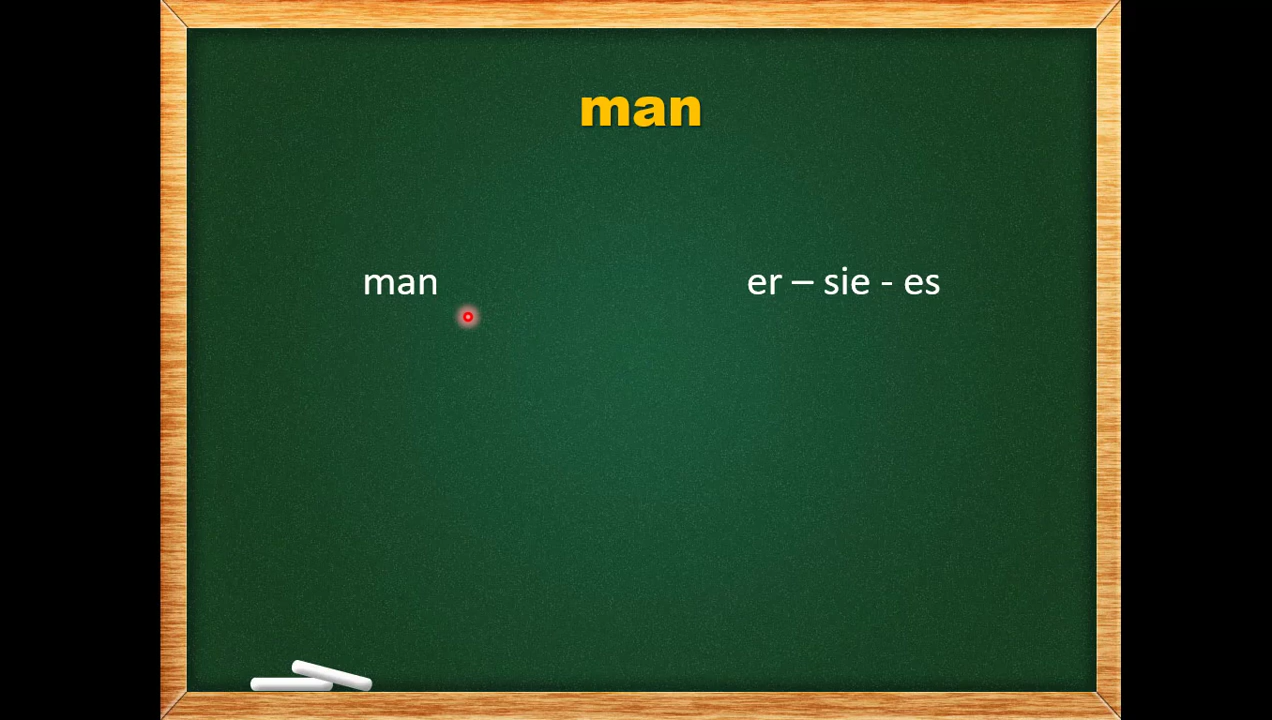 man
man
er – sie - es